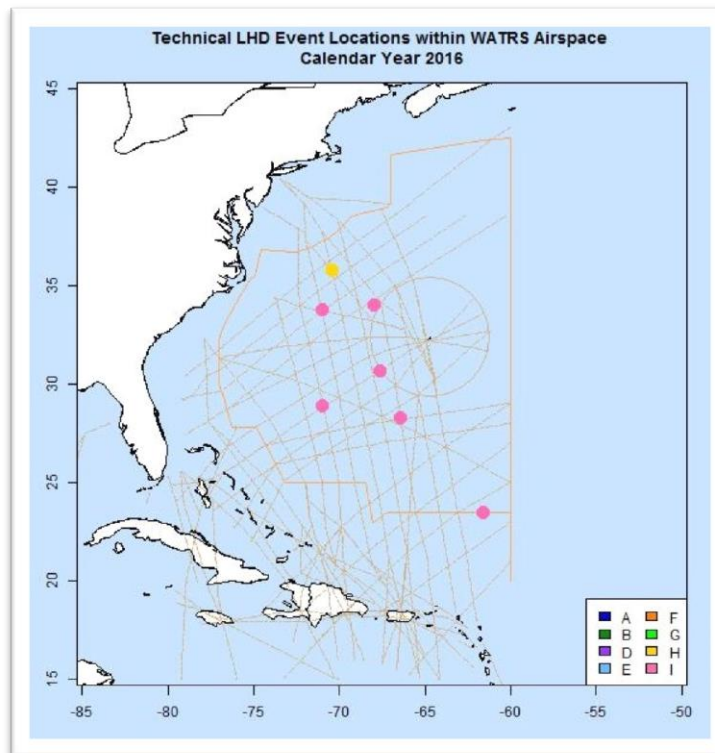 Technical LHD Event Locations within WATRS Airspace
Calendar Year 2016
45
40
35
30
25
20
15
A F
B G
D H
E I
-85 -80 -75 -70 -65 -60 -55 -50